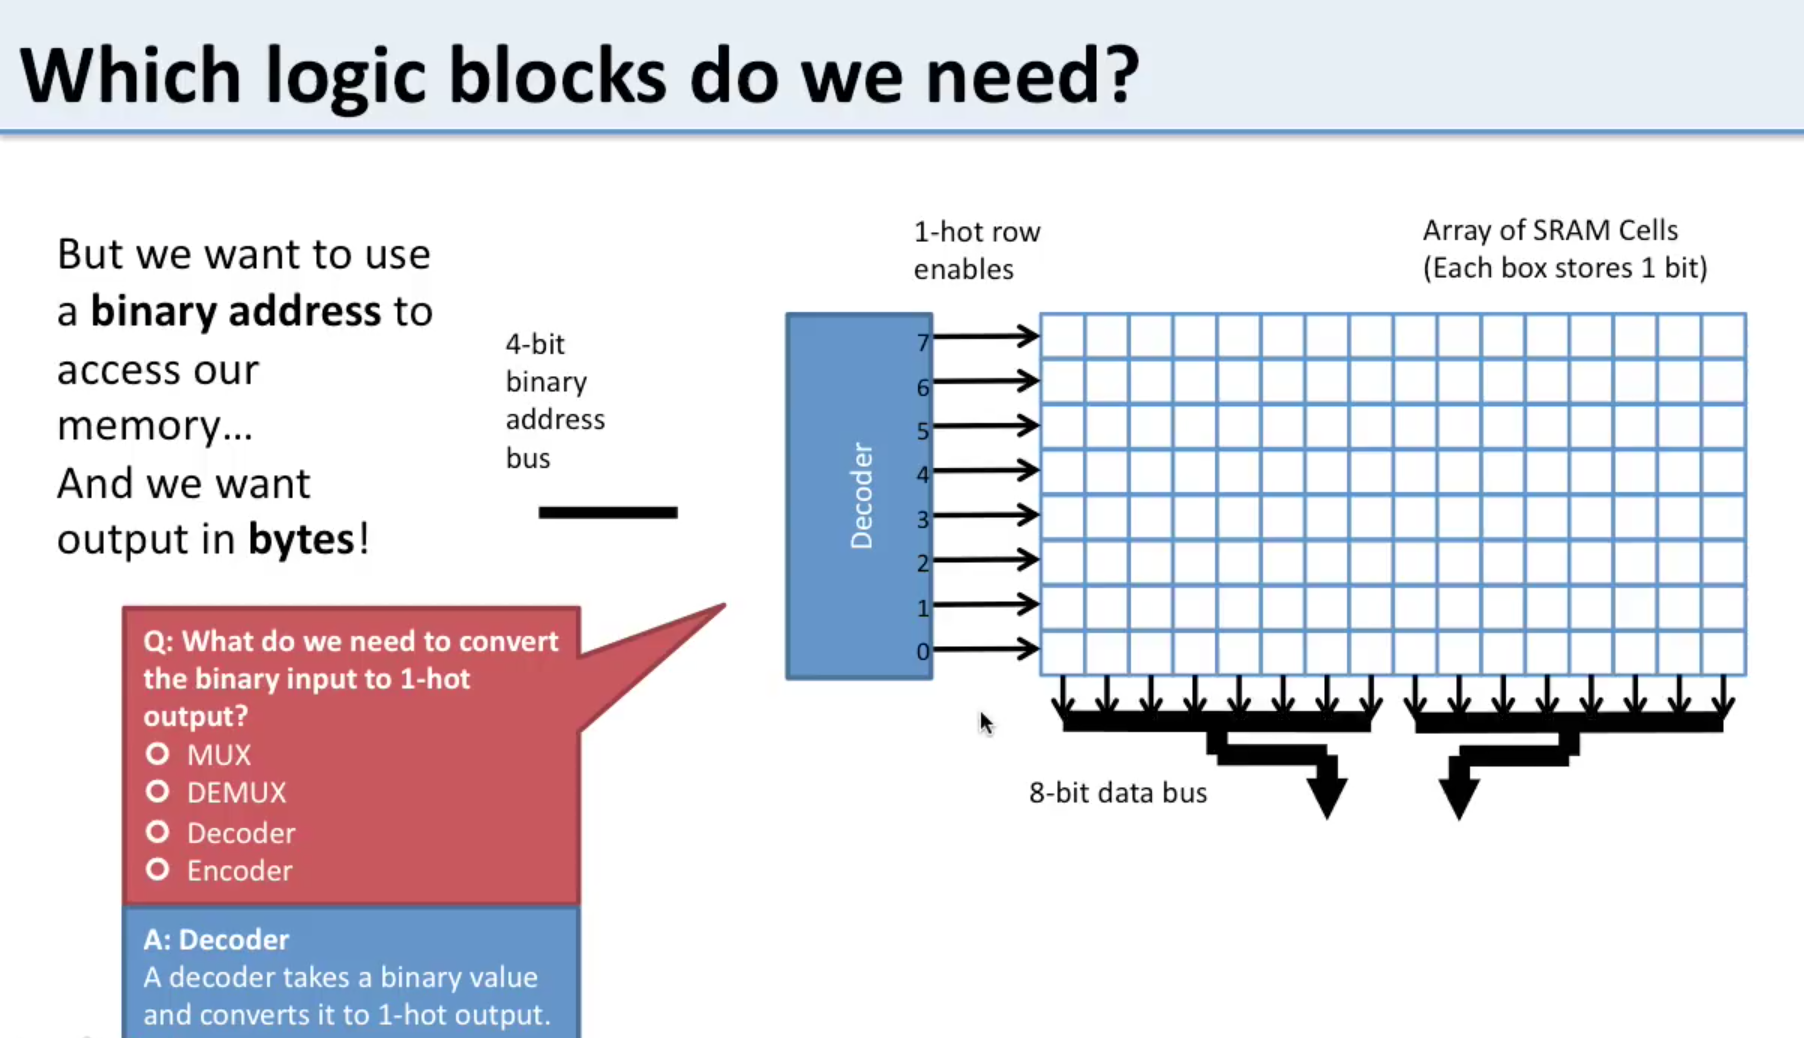 Which logic blocks do we need?
But we want to use
a binary address to
access our
memory...
And we want
output in bytes!
4-bit
binary
address
bus
1-hot row
enables
Array of SRAM Cells
(Each box stores 1 bit)
Decoder
7
6
5
4
3
2
1
0
8-bit data bus
Q: What do we need to convert
the binary input to 1-hot
output?
MUX
DEMUX
Decoder
Encoder
A: Decoder
A decoder takes a binary value
and converts it to 1-hot output.